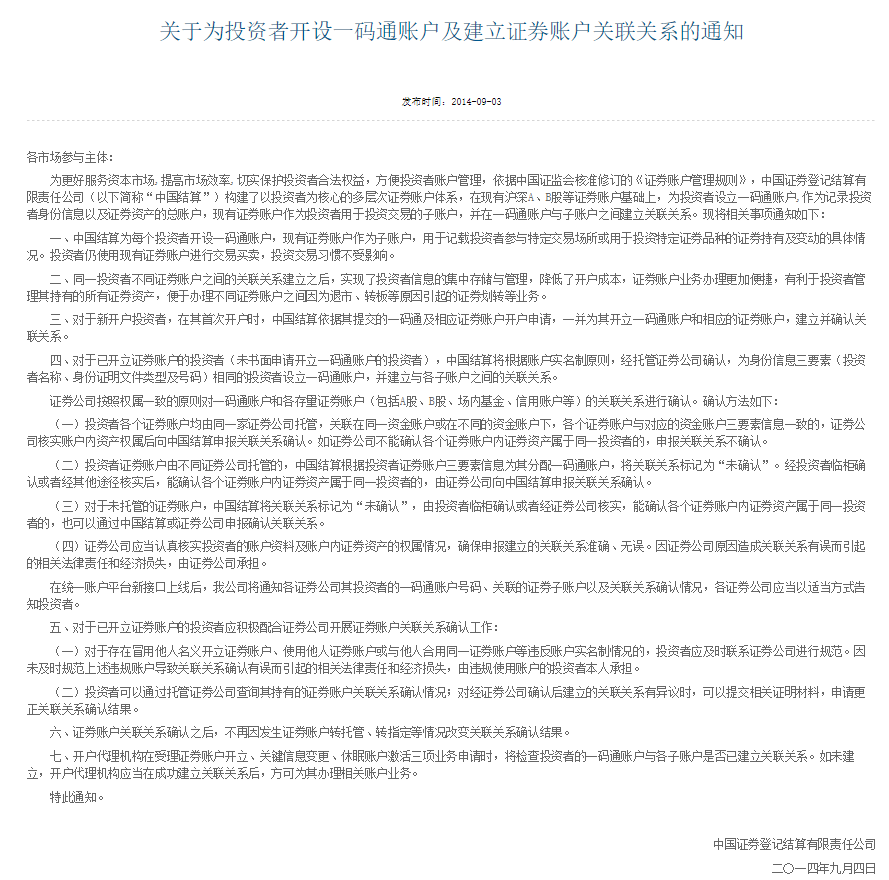 关于为投资者开设一码通账户及建立证券账户关联关系的通知
发布时间：2014-09-03
各市场参与主体：
为更好服务资本市场,提高市场效率,切实保护投资者合法权益，方便投资者账户管理，依据中国证监会核准修订的《证券账户管理规则》，中国证券登记结算有
限责任公司（以下简称“中国结算”）构建了以投资者为核心的多层次证券账户体系，在现有沪深A、B股等证券账户基础上，为投资者设立一码通账户,作为记录投资
者身份信息以及证券资产的总账户，现有证券账户作为投资者用于投资交易的子账户，并在一码通账户与子账户之间建立关联关系。现将相关事项通知如下：
一、中国结算为每个投资者开设一码通账户，现有证券账户作为子账户，用于记载投资者参与特定交易场所或用于投资特定证券品种的证券持有及变动的具体情
况。投资者仍使用现有证券账户进行交易买卖，投资交易习惯不受影响。
二、同一投资者不同证券账户之间的关联关系建立之后，实现了投资者信息的集中存储与管理，降低了开户成本，证券账户业务办理更加便捷，有利于投资者管
理其持有的所有证券资产，便于办理不同证券账户之间因为退市、转板等原因引起的证券划转等业务。
三、对于新开户投资者，在其首次开户时，中国结算依据其提交的一码通及相应证券账户开户申请，一并为其开立一码通账户和相应的证券账户，建立并确认关
联关系。
四、对于已开立证券账户的投资者（未书面申请开立一码通账户的投资者），中国结算将根据账户实名制原则，经托管证券公司确认，为身份信息三要素（投资
者名称、身份证明文件类型及号码）相同的投资者设立一码通账户，并建立与各子账户之间的关联关系。
证券公司按照权属一致的原则对一码通账户和各存量证券账户（包括A股、B股、场内基金、信用账户等）的关联关系进行确认。确认方法如下：
（一）投资者各个证券账户均由同一家证券公司托管，关联在同一资金账户或在不同的资金账户下，各个证券账户与对应的资金账户三要素信息一致的，证券公
司核实账户内资产权属后向中国结算申报关联关系确认。如证券公司不能确认各个证券账户内证券资产属于同一投资者的，申报关联关系不确认。
（二）投资者证券账户由不同证券公司托管的，中国结算根据投资者证券账户三要素信息为其分配一码通账户，将关联关系标记为“未确认”。经投资者临柜确
认或者经其他途径核实后，能确认各个证券账户内证券资产属于同一投资者的，由证券公司向中国结算申报关联关系确认。
（三）对于未托管的证券账户，中国结算将关联关系标记为“未确认”，由投资者临柜确认或者经证券公司核实，能确认各个证券账户内证券资产属于同一投资
者的，也可以通过中国结算或证券公司申报确认关联关系。
（四）证券公司应当认真核实投资者的账户资料及账户内证券资产的权属情况，确保申报建立的关联关系准确、无误。因证券公司原因造成关联关系有误而引起
的相关法律责任和经济损失，由证券公司承担。
在统一账户平台新接口上线后，我公司将通知各证券公司其投资者的一码通账户号码、关联的证券子账户以及关联关系确认情况，各证券公司应当以适当方式告
知投资者。
五、对于已开立证券账户的投资者应积极配合证券公司开展证券账户关联关系确认工作：
（一）对于存在冒用他人名义开立证券账户、使用他人证券账户或与他人合用同一证券账户等违反账户实名制情况的，投资者应及时联系证券公司进行规范。因
未及时规范上述违规账户导致关联关系确认有误而引起的相关法律责任和经济损失，由违规使用账户的投资者本人承担。
（二）投资者可以通过托管证券公司查询其持有的证券账户关联关系确认情况；对经证券公司确认后建立的关联关系有异议时，可以提交相关证明材料，申请更
正关联关系确认结果。
六、证券账户关联关系确认之后，不再因发生证券账户转托管、转指定等情况改变关联关系确认结果。
七、开户代理机构在受理证券账户开立、关键信息变更、休眠账户激活三项业务申请时，将检查投资者的一码通账户与各子账户是否已建立关联关系。如未建
立，开户代理机构应当在成功建立关联关系后，方可为其办理相关账户业务。
特此通知。
中国证券登记结算有限责任公司
二〇一四年九月四日